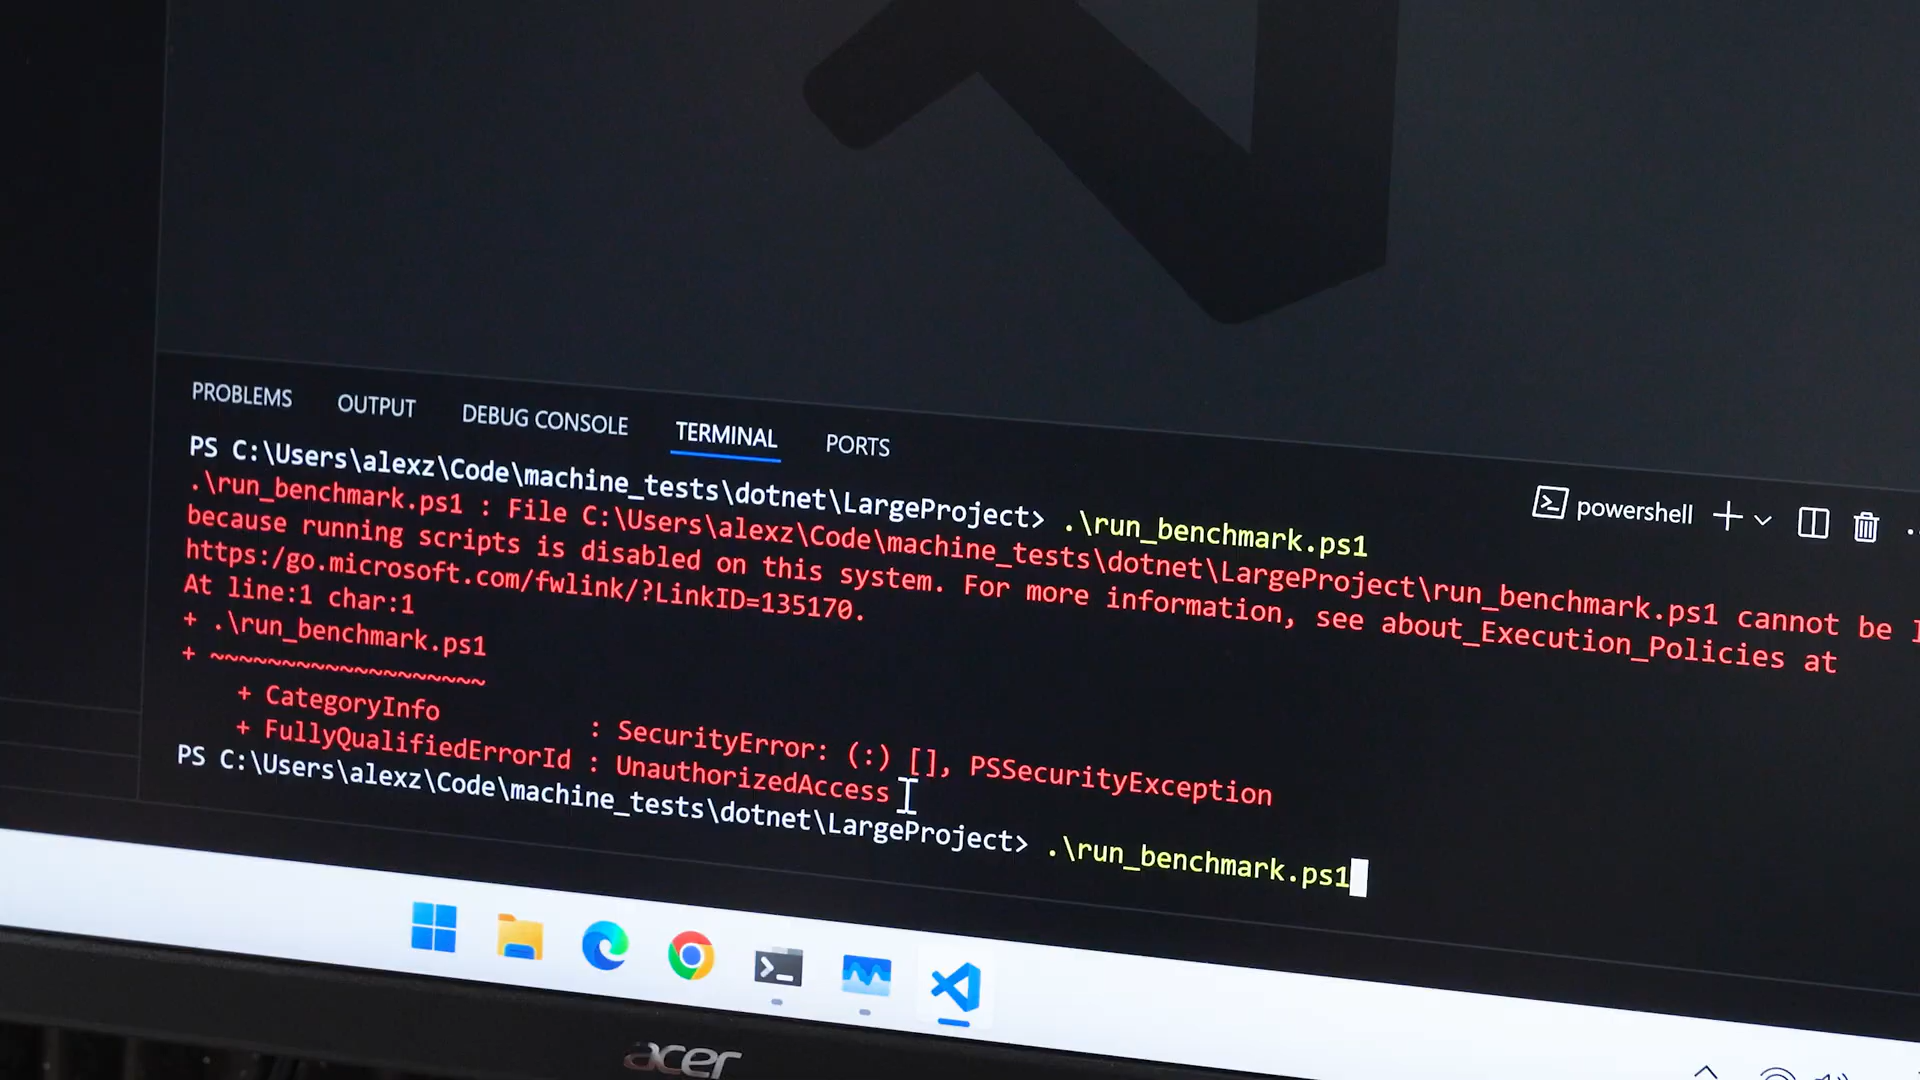 PROBLEMS OUTPUT DEBUG CONSOLE TERMINAL PORTS
powershell
PS C:\Users\alexz\Code\machine_tests\dotnet\LargeProject> .\run_benchmark.ps1
.\run_benchmark.ps1 : File C:\Users\alexz\Code\machine_tests\dotnet\LargeProject\run_benchmark.ps1 cannot be
because running scripts is disabled on this system. For more information, see about_Execution_Policies at
https:/go.microsoft.com/fwlink/?LinkID=135170.
At line:1 char:1
+ .\run_benchmark.ps1
+ ~~~~~~~~~~~~~~~~~~~
+ CategoryInfo : SecurityError: (:) [], PSSecurityException
+ FullyQualifiedErrorId : UnauthorizedAccess
PS C:\Users\alexz\Code\machine_tests\dotnet\LargeProject> .\run_benchmark.ps1
acer